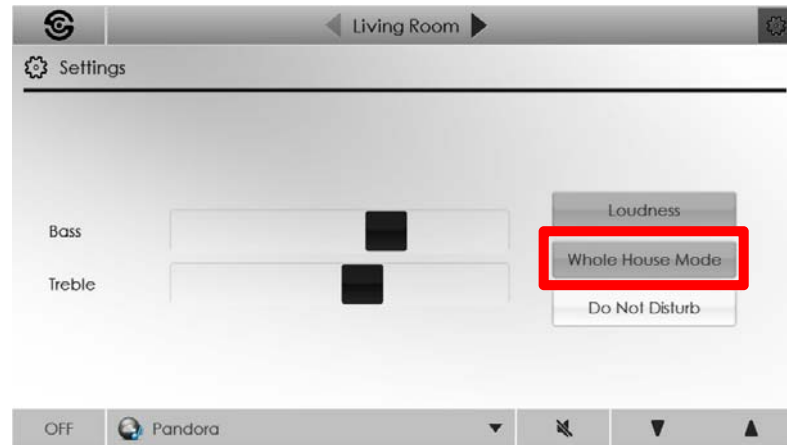 Living Room
Settings
Loudness
Bass
Whole House Mode
Treble
Do Not Disturb
OFF
Pandora